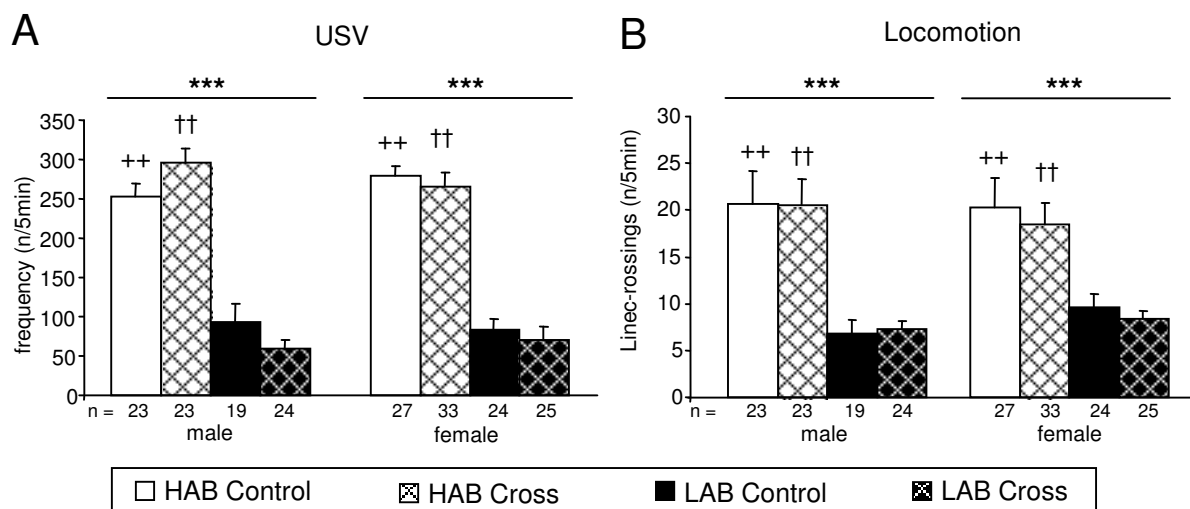 A
USV
***
***
frequency (n/5min)
350
300
250
200
150
100
50
0
++
††
++
††
n = 23 23 19 24 27 33 24 25
male female
B
Locomotion
***
***
Linec-rossings (n/5min)
30
25
20
15
10
5
0
++
††
++
††
n = 23 23 19 24 27 33 24 25
male female
HAB Control HAB Cross LAB Control LAB Cross